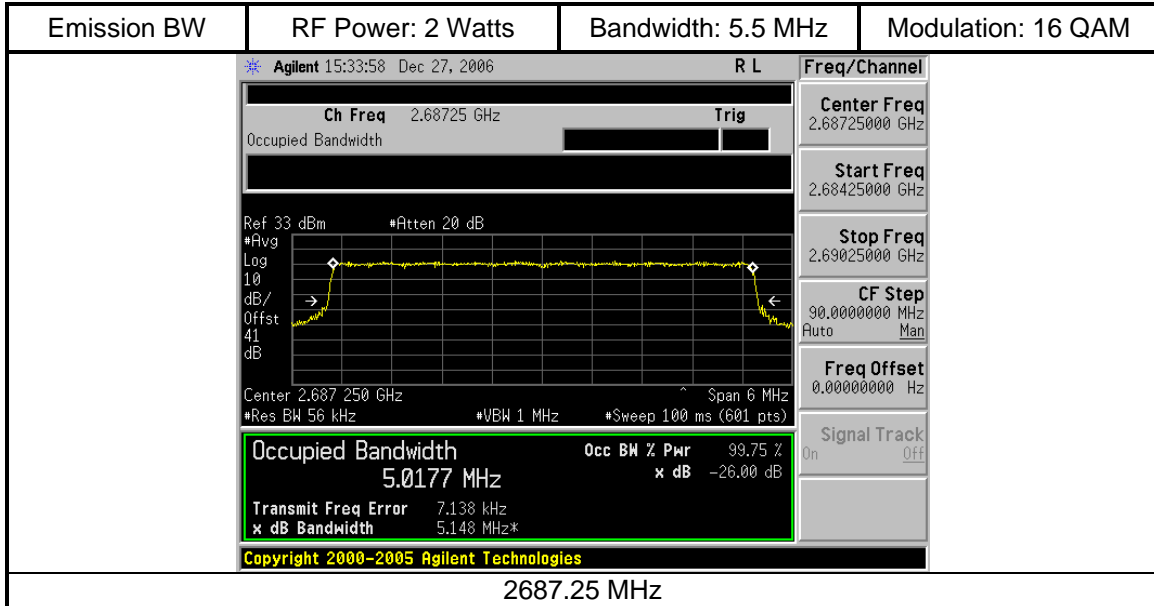 Emission BW RF Power: 2 Watts Bandwidth: 5.5 MHz Modulation: 16 QAM
Agilent 15:33:58 Dec 27, 2006 R L Freq/Channel
Ch Freq 2.68725 GHz Trig
Occupied Bandwidth
Center Freq
2.68725000 GHz
Start Freq
2.68425000 GHz
Stop Freq
2.69025000 GHz
CF Step
90.0000000 MHz
Auto Man
Freq Offset
0.00000000 Hz
Signal Track
On Off
Ref 33 dBm #Atten 20 dB
#Avg
Log
10
dB/
Offst
41
dB
Center 2.687 250 GHz Span 6 MHz
#Res BW 56 kHz #VBW 1 MHz #Sweep 100 ms (601 pts)
Occupied Bandwidth Occ BW % Pwr 99.75 %
5.0177 MHz x dB -26.00 dB
Transmit Freq Error 7.138 kHz
x dB Bandwidth 5.148 MHz*
Copyright 2000-2005 Agilent Technologies
2687.25 MHz